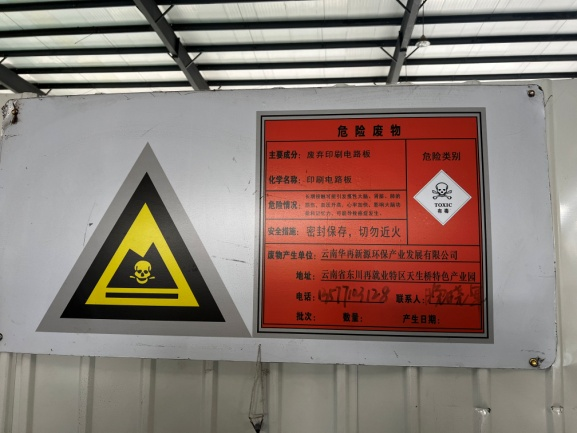 危险废物
主要成分：废弃印刷电路板
危险类别
化学名称：印刷电路板
TOXIC
有毒
危险情况：
安全措施：密封保存，切勿近火
废物产生单位：云南华再新源环保产业发展有限公司
地址：云南省东川再就业特区天生桥特色产业园
电话： 联系人：
批次： 数量： 产生日期：